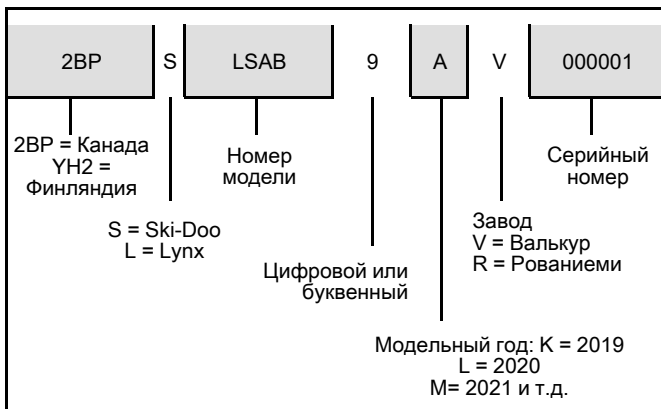 2BP S LSAB 9 A V 000001
2BP = Канада
YH2 =
Финляндия
Номер
модели
Серийный
номер
S = Ski-Doo
L = Lynx
Завод
V = Валькур
R = Рованиеми
Цифровой или
буквенный
Модельный год: K = 2019
L = 2020
M= 2021 и т.д.